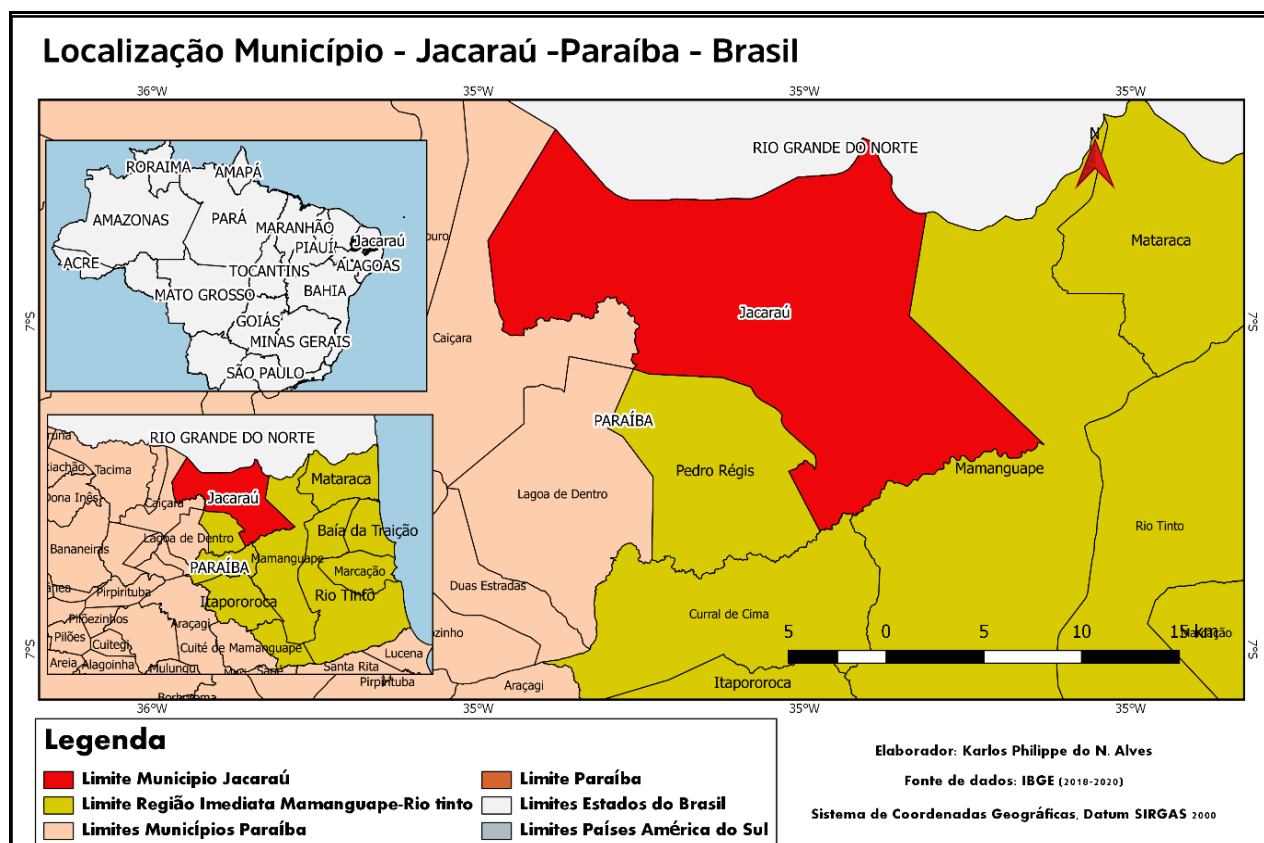 Localização Município - Jacaraú -Paraíba - Brasil
36°W
35°W
35°W
35°W
RIO GRANDE DO NORTE
N
Mataraca
Jacaraú
Caiçara
7°S
7°S
PARAÍBA
Pedro Régis
Mamanguape
Lagoa de Dentro
Rio Tinto
Duas Estradas
Curral de Cima
5 0 5 10 15 km
7°S
7°S
Itapororoca
Araçagi
Pirpirituba
RORAIMA
AMAPÁ
AMAZONAS
PARÁ
MARANHÃO
PIAUÍ
Jacaraú
ACRE
TOCANTINS
ALAGOAS
MATO GROSSO
BAHIA
GOIÁS
MINAS GERAIS
SÃO PAULO
RIO GRANDE DO NORTE
Tacima
Mataraca
Dona Inês
Caiçara
Jacaraú
Baía da Traição
Lagoa de Dentro
Bananeiras
Mamanguape
PARAÍBA
Marcação
Pirpirituba
Itapororoca
Rio Tinto
Pilõezinhos
Araçagi
Pilões
Cuitegi
Cuité de Mamanguape
Lucena
Areia
Alagoinha
Mulungu
Santa Rita
36°W
35°W
35°W
35°W
Legenda
Limite Municipio Jacaraú
Limite Região Imediata Mamanguape-Rio tinto
Limites Municípios Paraíba
Limite Paraíba
Limites Estados do Brasil
Limites Países América do Sul
Elaborador: Karlos Philippe do N. Alves
Fonte de dados: IBGE (2018-2020)
Sistema de Coordenadas Geográficas, Datum SIRGAS 2000